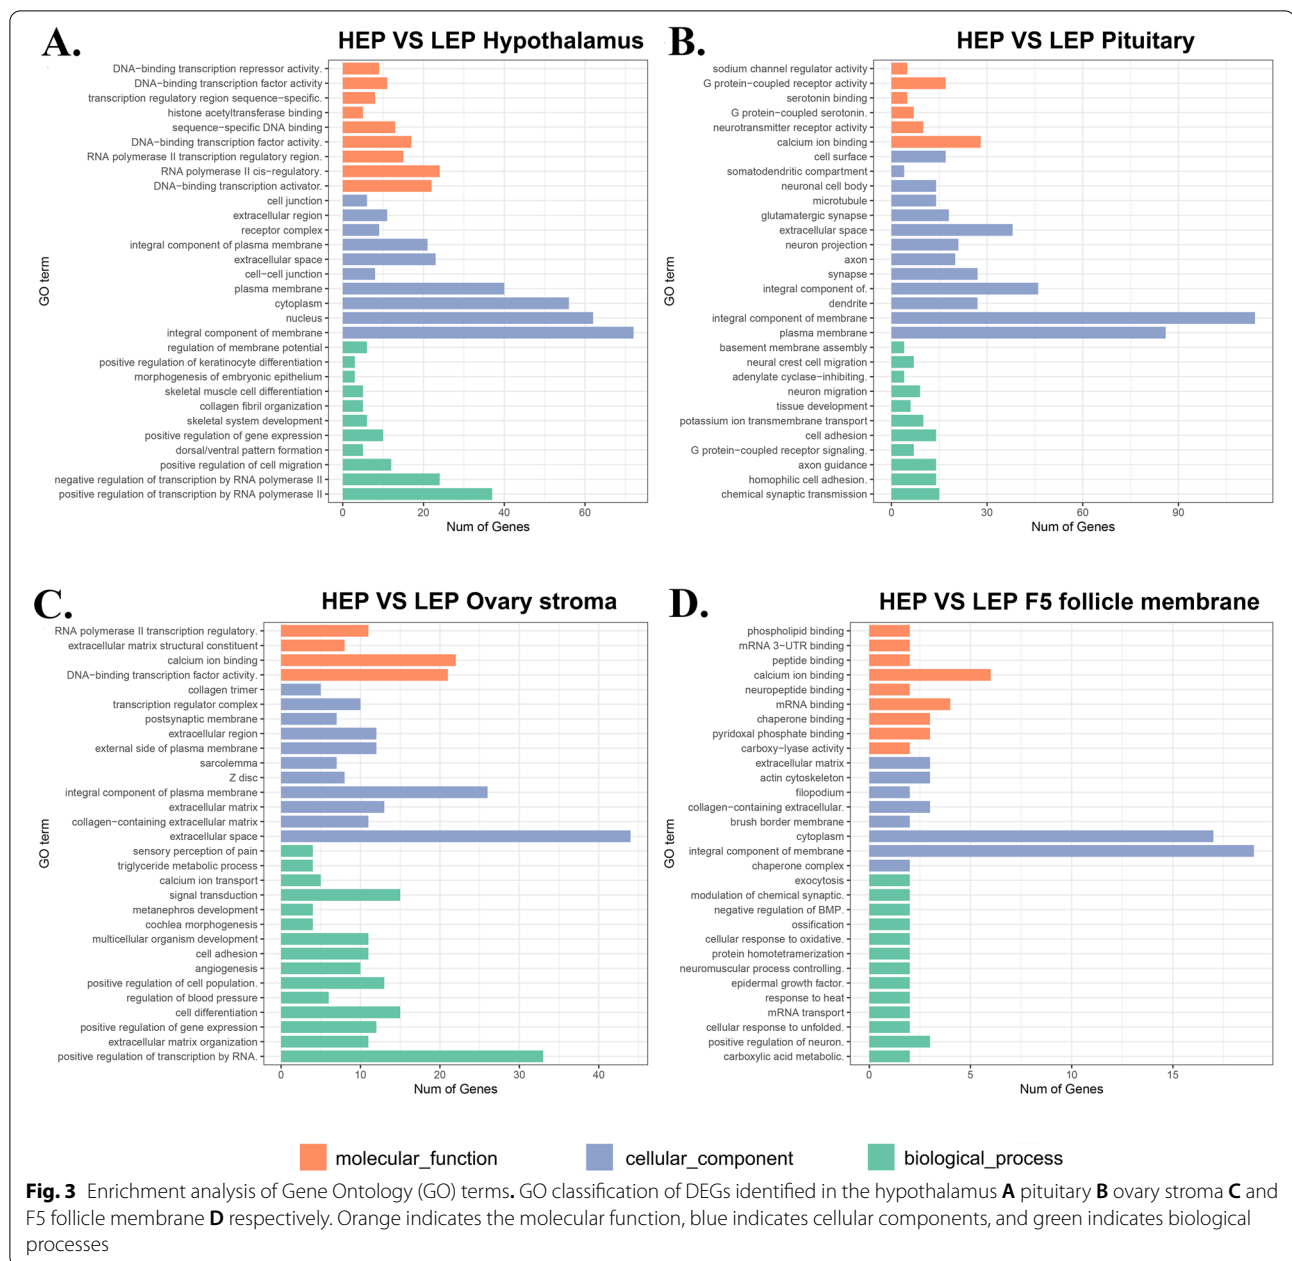 A.
HEP VS LEP Hypothalamus
DNA-binding transcription repressor activity.
DNA-binding transcription factor activity
transcription regulatory region sequence-specific.
histone acetyltransferase binding
sequence-specific DNA binding
DNA-binding transcription factor activity.
RNA polymerase II transcription regulatory region.
RNA polymerase II cis-regulatory.
DNA-binding transcription activator.
cell junction
extracellular region
receptor complex
integral component of plasma membrane
extracellular space
cell-cell junction
plasma membrane
cytoplasm
nucleus
integral component of membrane
regulation of membrane potential
positive regulation of keratinocyte differentiation
morphogenesis of embryonic epithelium
skeletal muscle cell differentiation
collagen fibril organization
skeletal system development
positive regulation of gene expression
dorsal/ventral pattern formation
positive regulation of cell migration
negative regulation of transcription by RNA polymerase II
positive regulation of transcription by RNA polymerase II
GO term
0 20 40 60
Num of Genes
B.
HEP VS LEP Pituitary
sodium channel regulator activity
G protein-coupled receptor activity
serotonin binding
G protein-coupled serotonin.
neurotransmitter receptor activity
calcium ion binding
cell surface
somatodendritic compartment
neuronal cell body
microtubule
glutamatergic synapse
extracellular space
neuron projection
axon
synapse
integral component of.
dendrite
integral component of membrane
plasma membrane
basement membrane assembly
neural crest cell migration
adenylate cyclase-inhibiting.
neuron migration
tissue development
potassium ion transmembrane transport
cell adhesion
G protein-coupled receptor signaling.
axon guidance
homophilic cell adhesion.
chemical synaptic transmission
GO term
0 30 60 90
Num of Genes
C.
HEP VS LEP Ovary stroma
RNA polymerase II transcription regulatory.
extracellular matrix structural constituent
calcium ion binding
DNA-binding transcription factor activity.
collagen trimer
transcription regulator complex
postsynaptic membrane
extracellular region
external side of plasma membrane
sarcolemma
Z disc
integral component of plasma membrane
extracellular matrix
collagen-containing extracellular matrix
extracellular space
sensory perception of pain
triglyceride metabolic process
calcium ion transport
signal transduction
metanephros development
cochlea morphogenesis
multicellular organism development
cell adhesion
angiogenesis
positive regulation of cell population.
regulation of blood pressure
cell differentiation
positive regulation of gene expression
extracellular matrix organization
positive regulation of transcription by RNA.
GO term
0 10 20 30 40
Num of Genes
D.
HEP VS LEP F5 follicle membrane
phospholipid binding
mRNA 3-UTR binding
peptide binding
calcium ion binding
neuropeptide binding
mRNA binding
chaperone binding
pyridoxal phosphate binding
carboxy-lyase activity
extracellular matrix
actin cytoskeleton
filopodium
collagen-containing extracellular.
brush border membrane
cytoplasm
integral component of membrane
chaperone complex
exocytosis
modulation of chemical synaptic.
negative regulation of BMP.
ossification
cellular response to oxidative.
protein homotetramerization
neuromuscular process controlling.
epidermal growth factor.
response to heat
mRNA transport
cellular response to unfolded.
positive regulation of neuron.
carboxylic acid metabolic.
GO term
0 5 10 15
Num of Genes
molecular_function cellular_component biological_process
Fig. 3 Enrichment analysis of Gene Ontology (GO) terms. GO classification of DEGs identified in the hypothalamus A pituitary B ovary stroma C and
F5 follicle membrane D respectively. Orange indicates the molecular function, blue indicates cellular components, and green indicates biological
processes